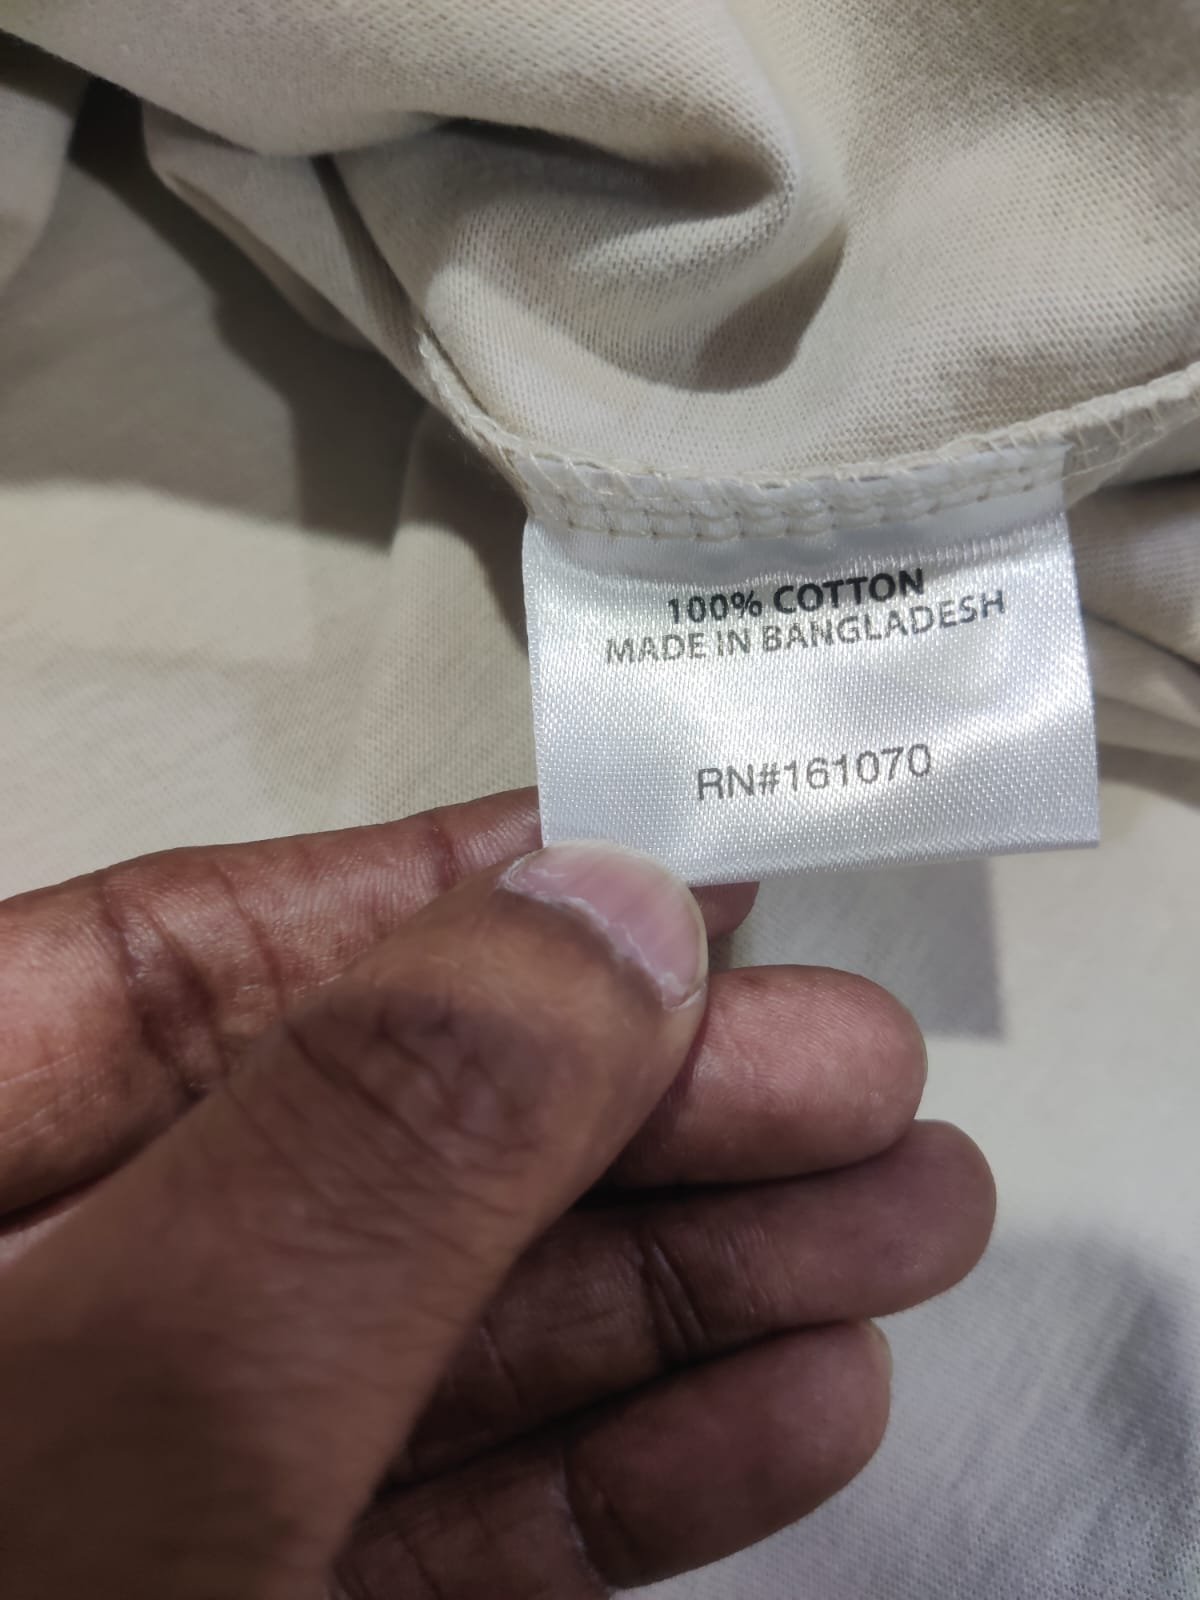 100% COTTON
MADE IN BANGLADESH
RN#161070